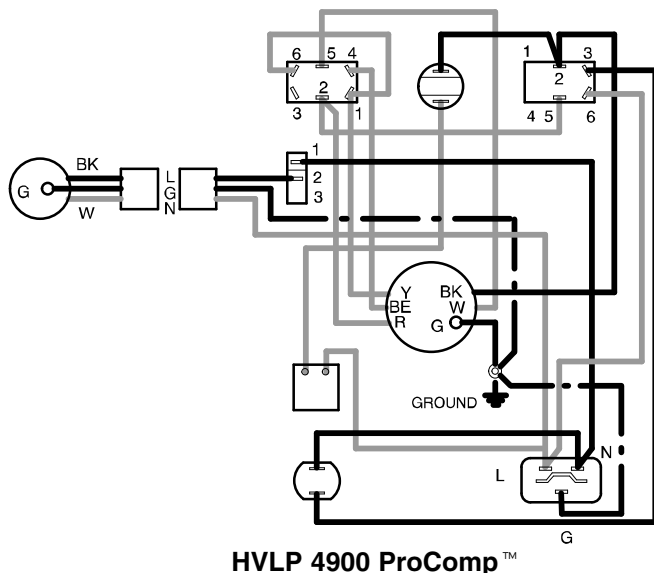 6 5 4
2
3 1
1 3
2
4 5 6
1
2
3
BK
G
W
L
G
N
Y BK
BE W
R G
GROUND
N
L
G
HVLP 4900 ProComp™